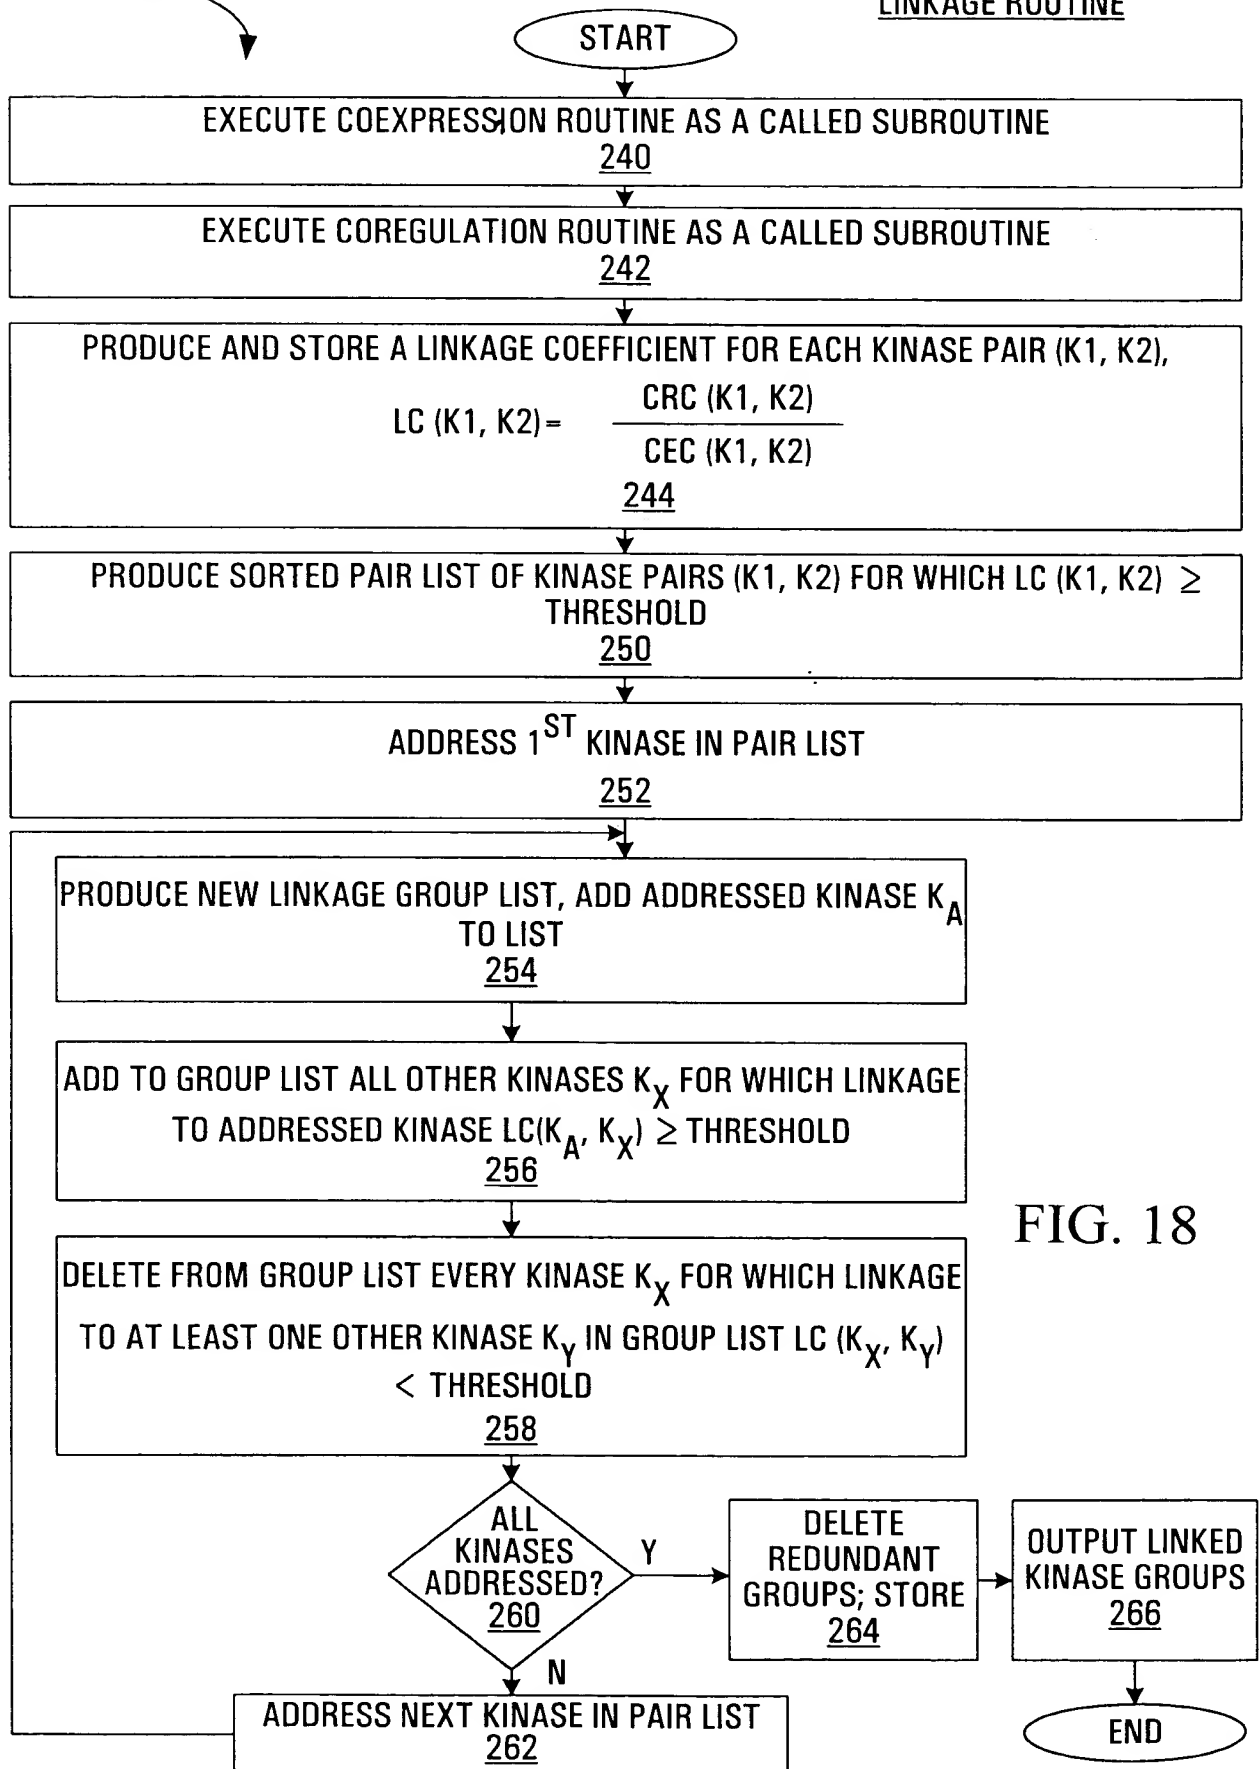 LINKAGE ROUTINE
START
EXECUTE COEXPRESSION ROUTINE AS A CALLED SUBROUTINE
240
EXECUTE COREGULATION ROUTINE AS A CALLED SUBROUTINE
242
PRODUCE AND STORE A LINKAGE COEFFICIENT FOR EACH KINASE PAIR (K1, K2),
CRC (K1, K2)
LC (K1, K2) =
CEC (K1, K2)
244
PRODUCE SORTED PAIR LIST OF KINASE PAIRS (K1, K2) FOR WHICH LC (K1, K2) ≥
THRESHOLD
250
ADDRESS 1ST KINASE IN PAIR LIST
252
PRODUCE NEW LINKAGE GROUP LIST, ADD ADDRESSED KINASE KA
TO LIST
254
ADD TO GROUP LIST ALL OTHER KINASES KX FOR WHICH LINKAGE
TO ADDRESSED KINASE LC(KA, KX) ≥ THRESHOLD
256
FIG. 18
DELETE FROM GROUP LIST EVERY KINASE KX FOR WHICH LINKAGE
TO AT LEAST ONE OTHER KINASE KY IN GROUP LIST LC (KX, KY)
< THRESHOLD
258
ALL
KINASES
ADDRESSED?
260
Y
DELETE
REDUNDANT
GROUPS; STORE
264
OUTPUT LINKED
KINASE GROUPS
266
N
ADDRESS NEXT KINASE IN PAIR LIST
262
END